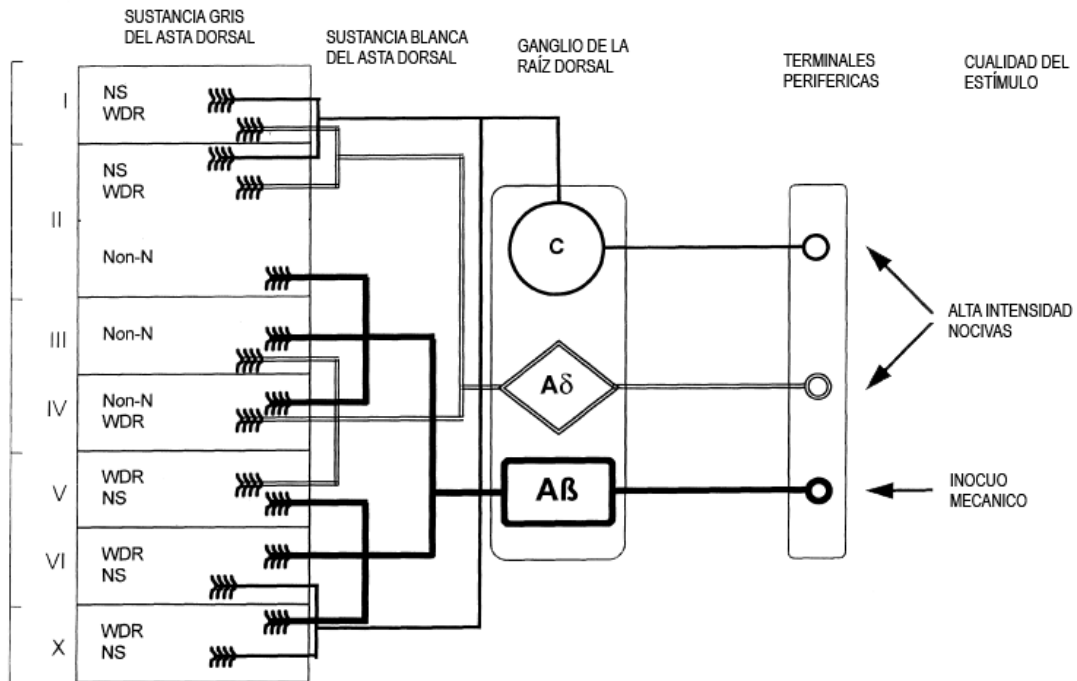 SUSTANCIA GRIS
DEL ASTA DORSAL
SUSTANCIA BLANCA
DEL ASTA DORSAL
GANGLIO DE LA
RAÍZ DORSAL
TERMINALES
PERIFERICAS
CUALIDAD DEL
ESTÍMULO
I
NS
WDR
II
NS
WDR
Non-N
III
Non-N
IV
Non-N
WDR
V
WDR
NS
VI
WDR
NS
X
WDR
NS
C
Aδ
Aß
ALTA INTENSIDAD
NOCIVAS
INOCUO
MECANICO